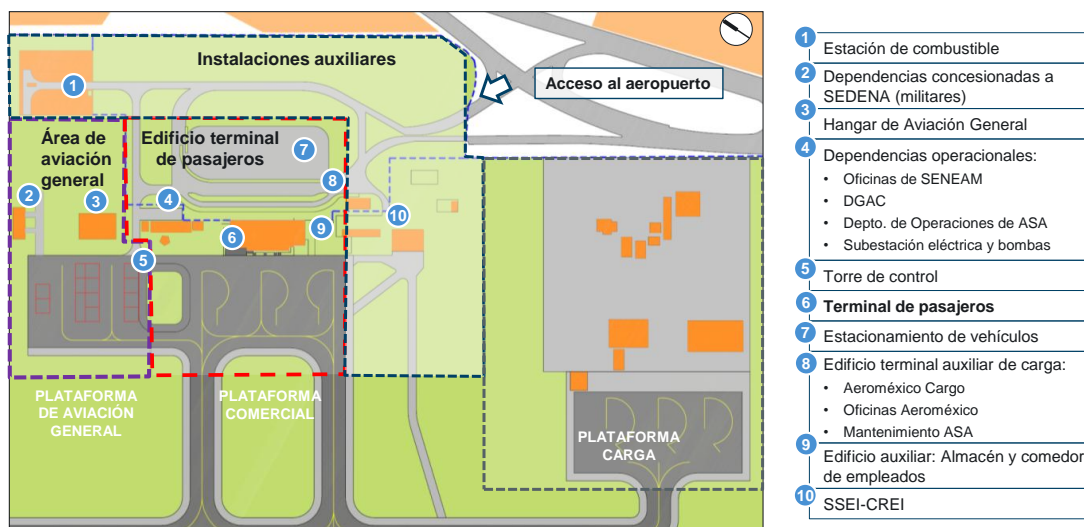 Instalaciones auxiliares
Acceso al aeropuerto
1
Área de
aviación
general
Edificio terminal
de pasajeros
7
8
2
3
4
10
9
6
5
PLATAFORMA
DE AVIACIÓN
GENERAL
PLATAFORMA
COMERCIAL
PLATAFORMA
CARGA
1
Estación de combustible
2
Dependencias concesionadas a
SEDENA (militares)
3
Hangar de Aviación General
4
Dependencias operacionales:
• Oficinas de SENEAM
• DGAC
• Depto. de Operaciones de ASA
• Subestación eléctrica y bombas
5
Torre de control
6
Terminal de pasajeros
7
Estacionamiento de vehículos
8
Edificio terminal auxiliar de carga:
• Aeroméxico Cargo
• Oficinas Aeroméxico
• Mantenimiento ASA
9
Edificio auxiliar: Almacén y comedor
de empleados
10
SSEI-CREI